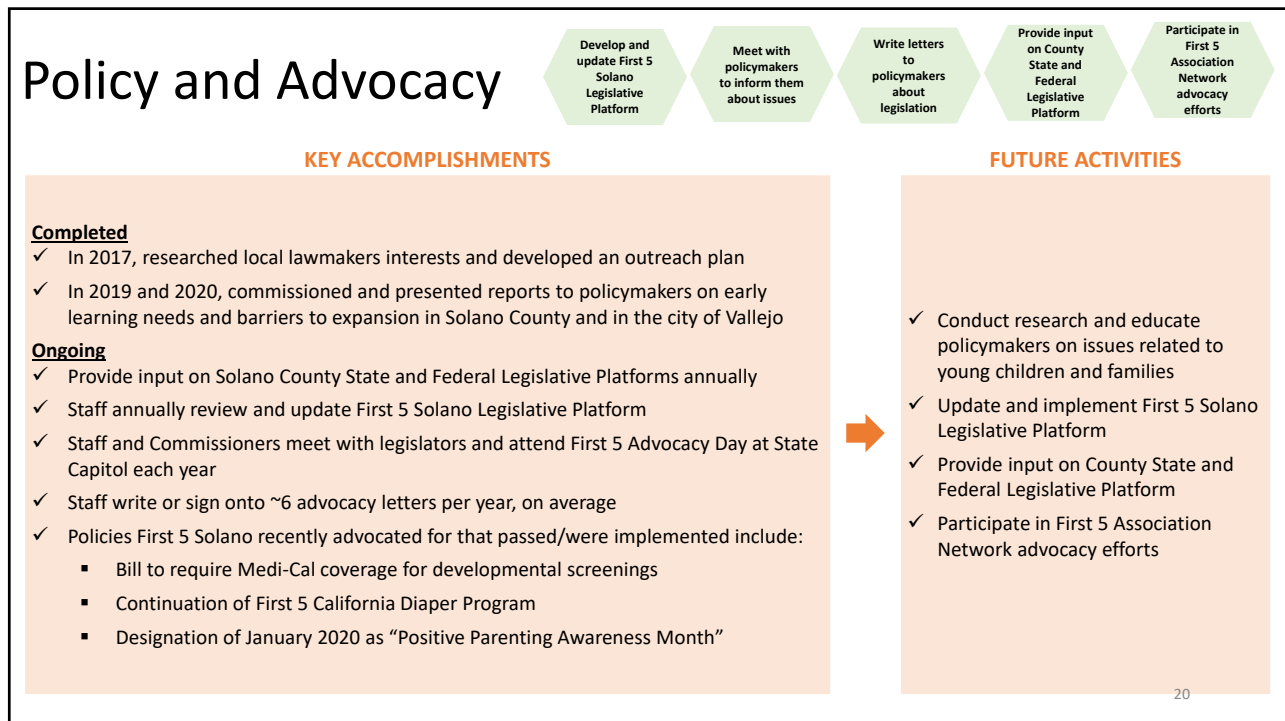 Policy and Advocacy
Develop and
update First 5
Solano
Legislative
Platform
Meet with
policymakers
to inform them
about issues
Write letters
to
policymakers
about
legislation
Provide input
on County
State and
Federal
Legislative
Platform
Participate in
First 5
Association
Network
advocacy
efforts
KEY ACCOMPLISHMENTS
Completed
✓ In 2017, researched local lawmakers interests and developed an outreach plan
✓ In 2019 and 2020, commissioned and presented reports to policymakers on early
learning needs and barriers to expansion in Solano County and in the city of Vallejo
Ongoing
✓ Provide input on Solano County State and Federal Legislative Platforms annually
✓ Staff annually review and update First 5 Solano Legislative Platform
✓ Staff and Commissioners meet with legislators and attend First 5 Advocacy Day at State
Capitol each year
✓ Staff write or sign onto ~6 advocacy letters per year, on average
✓ Policies First 5 Solano recently advocated for that passed/were implemented include:
▪ Bill to require Medi-Cal coverage for developmental screenings
▪ Continuation of First 5 California Diaper Program
▪ Designation of January 2020 as “Positive Parenting Awareness Month”
FUTURE ACTIVITIES
✓ Conduct research and educate
policymakers on issues related to
young children and families
✓ Update and implement First 5 Solano
Legislative Platform
✓ Provide input on County State and
Federal Legislative Platform
✓ Participate in First 5 Association
Network advocacy efforts
20